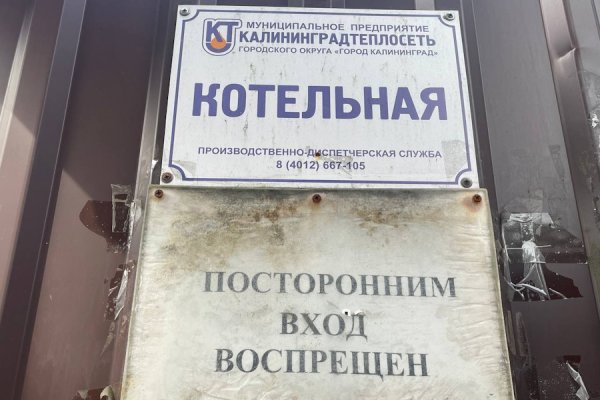 КТ
МУНИЦИПАЛЬНОЕ ПРЕДПРИЯТИЕ
КАЛИНИНГРАДТЕПЛОСЕТЬ
ГОРОДСКОГО ОКРУГА «ГОРОД КАЛИНИНГРАД»
КОТЕЛЬНАЯ
ПРОИЗВОДСТВЕННО-ДИСПЕТЧЕРСКАЯ СЛУЖБА
8 (4012) 667-105
ПОСТОРОННИМ
ВХОД
ВОСПРЕЩЕН